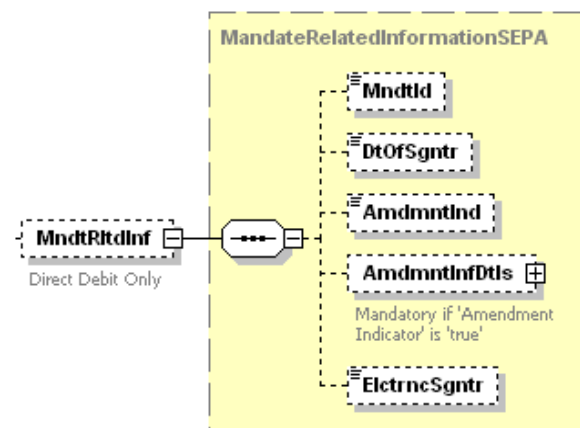 MandateRelatedInformationSEPA
MndtId
DtOfSgntr
AmdmntInd
MndtRltdInf
Direct Debit Only
AmdmntInfDtls
Mandatory if 'Amendment
Indicator' is 'true'
ElctrncSgntr